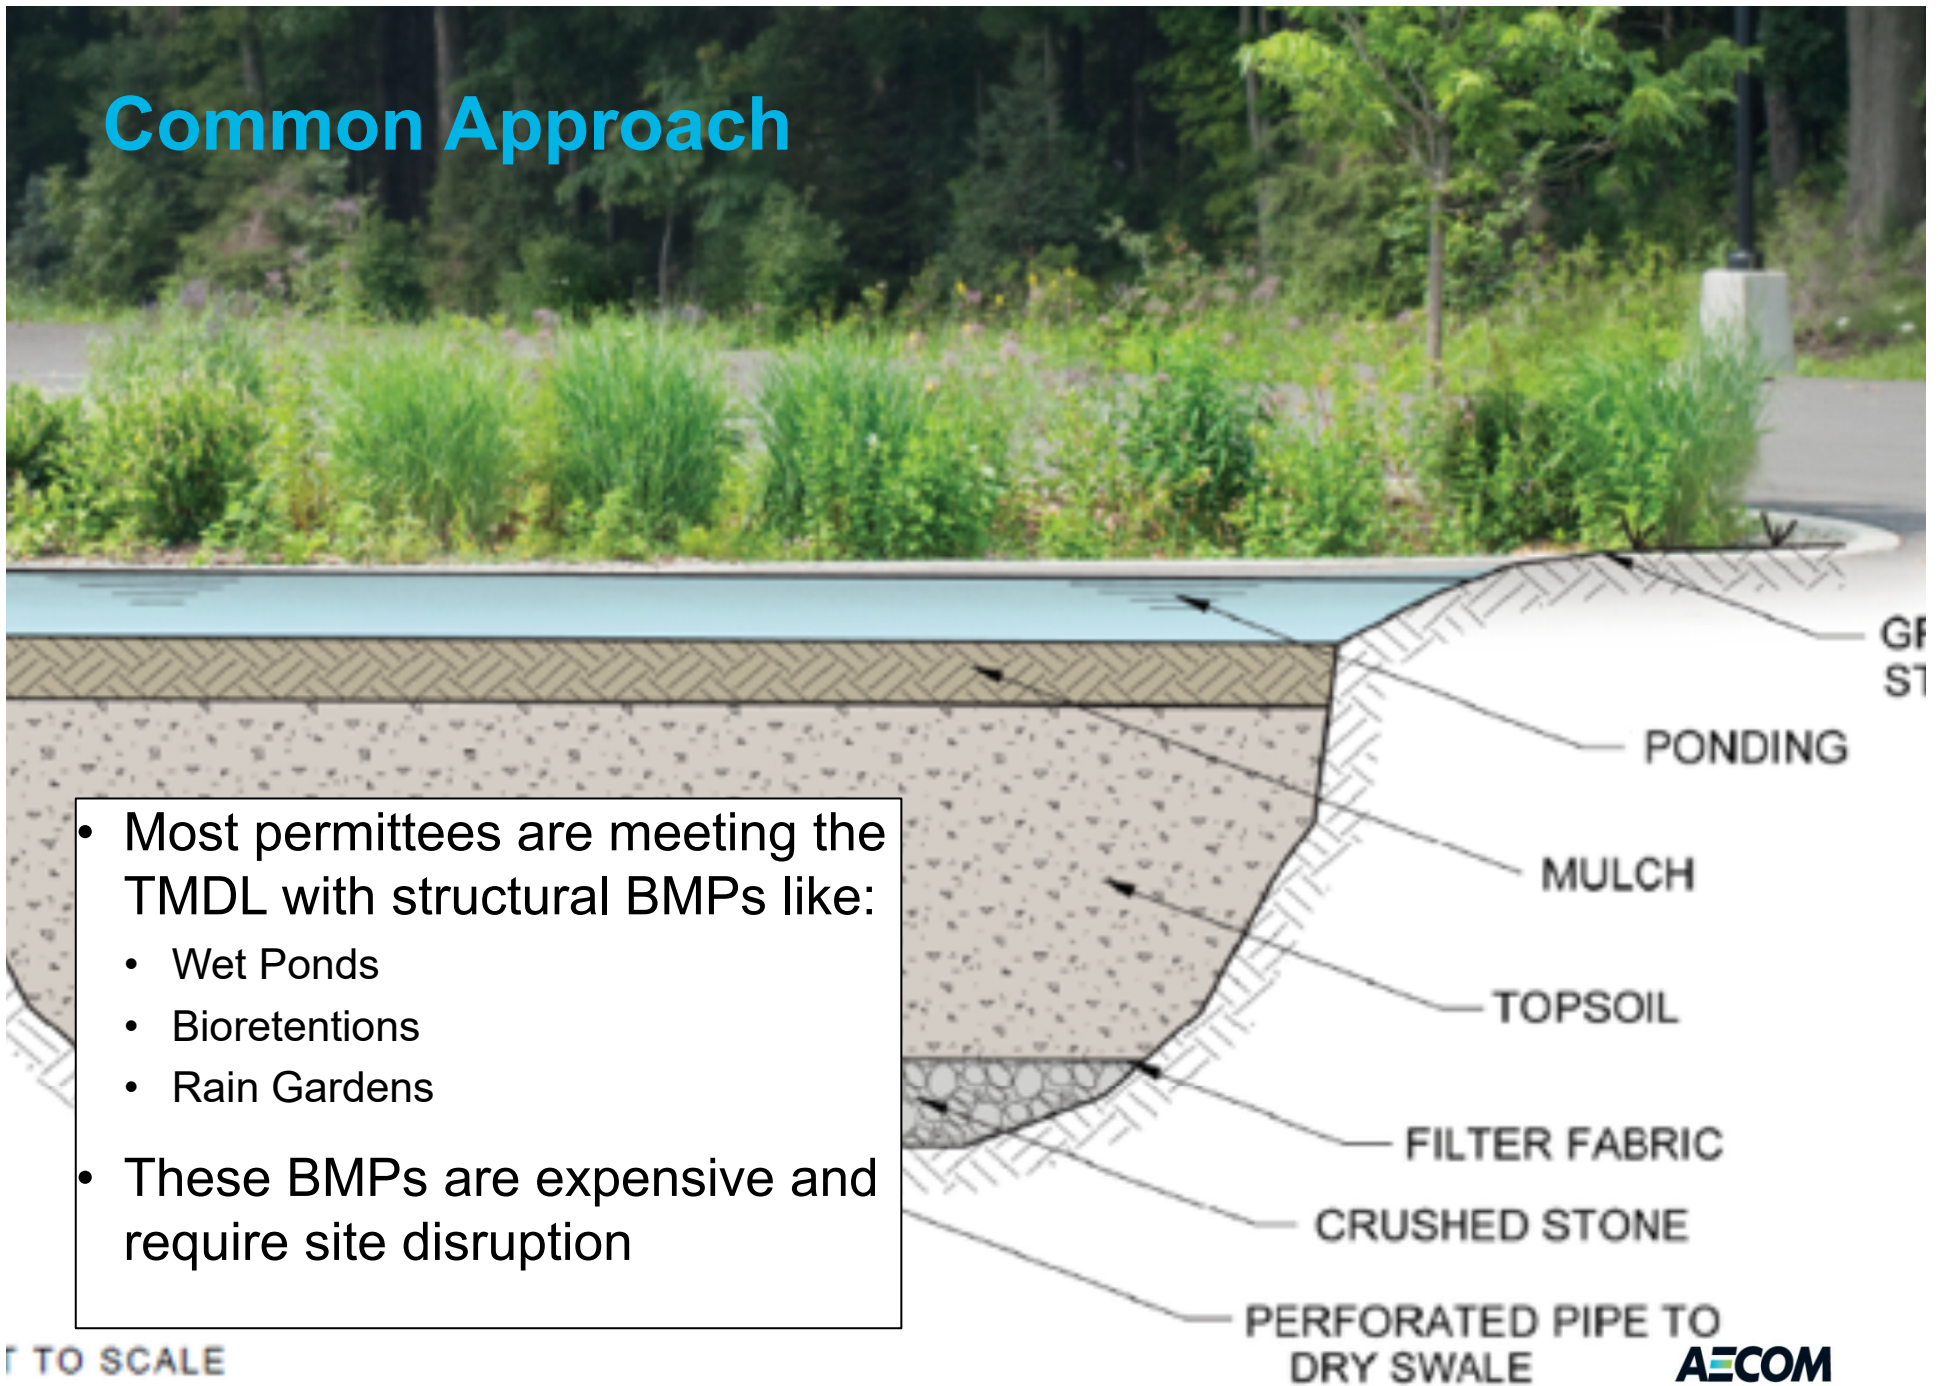 Common Approach
GR
ST
PONDING
MULCH
• Most permittees are meeting the
TMDL with structural BMPs like:
• Wet Ponds
• Bioretentions
• Rain Gardens
• These BMPs are expensive and
require site disruption
TOPSOIL
FILTER FABRIC
CRUSHED STONE
PERFORATED PIPE TO
DRY SWALE
T TO SCALE
AECOM